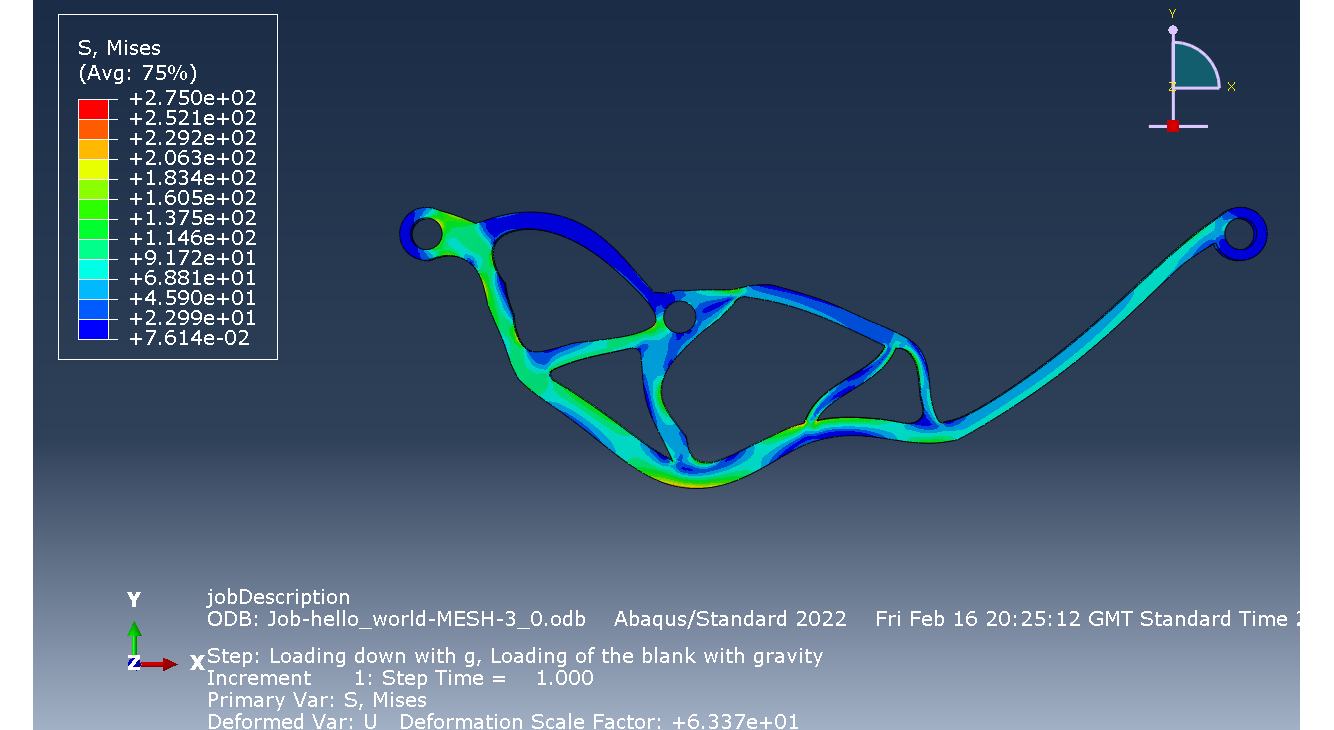 S, Mises
(Avg: 75%)
+2.750e+02
+2.521e+02
+2.292e+02
+2.063e+02
+1.834e+02
+1.605e+02
+1.375e+02
+1.146e+02
+9.172e+01
+6.881e+01
+4.590e+01
+2.299e+01
+7.614e-02
Y
Z
X
Y
Z
X
jobDescription
ODB: Job-hello_world-MESH-3_0.odb Abaqus/Standard 2022 Fri Feb 16 20:25:12 GMT Standard Time
Step: Loading down with g, Loading of the blank with gravity
Increment 1: Step Time = 1.000
Primary Var: S, Mises
Deformed Var: U Deformation Scale Factor: +6.337e+01